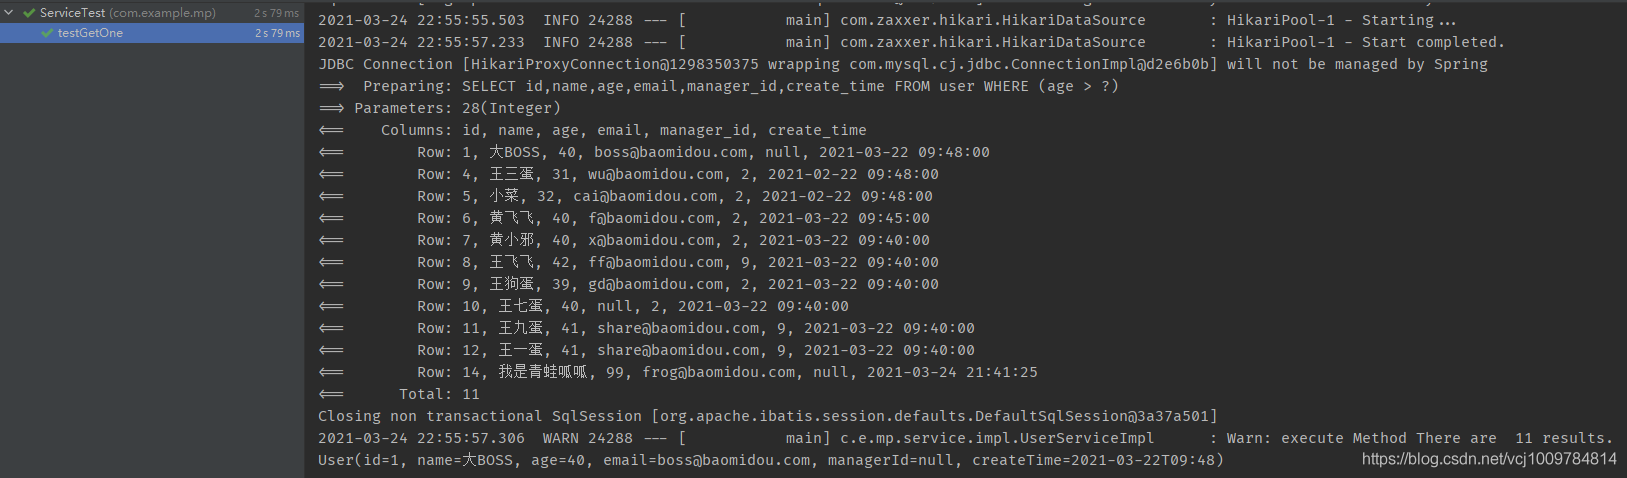 ServiceTest (com.example.mp) 2 s 79 ms
testGetOne 2 s 79 ms
2021-03-24 22:55:55.503  INFO 24288 --- [           main] com.zaxxer.hikari.HikariDataSource       : HikariPool-1 - Starting...
2021-03-24 22:55:57.233  INFO 24288 --- [           main] com.zaxxer.hikari.HikariDataSource       : HikariPool-1 - Start completed.
JDBC Connection [HikariProxyConnection@1298350375 wrapping com.mysql.cj.jdbc.ConnectionImpl@d2e6b0b] will not be managed by Spring
==>  Preparing: SELECT id,name,age,email,manager_id,create_time FROM user WHERE (age > ?)
==> Parameters: 28(Integer)
<==    Columns: id, name, age, email, manager_id, create_time
<==        Row: 1, 大BOSS, 40, boss@baomidou.com, null, 2021-03-22 09:48:00
<==        Row: 4, 王三蛋, 31, wu@baomidou.com, 2, 2021-02-22 09:48:00
<==        Row: 5, 小菜, 32, cai@baomidou.com, 2, 2021-02-22 09:48:00
<==        Row: 6, 黄飞飞, 40, f@baomidou.com, 2, 2021-03-22 09:45:00
<==        Row: 7, 黄小邪, 40, x@baomidou.com, 2, 2021-03-22 09:40:00
<==        Row: 8, 王飞飞, 42, ff@baomidou.com, 9, 2021-03-22 09:40:00
<==        Row: 9, 王狗蛋, 39, gd@baomidou.com, 2, 2021-03-22 09:40:00
<==        Row: 10, 王七蛋, 40, null, 2, 2021-03-22 09:40:00
<==        Row: 11, 王九蛋, 41, share@baomidou.com, 9, 2021-03-22 09:40:00
<==        Row: 12, 王一蛋, 41, share@baomidou.com, 9, 2021-03-22 09:40:00
<==        Row: 14, 我是青蛙呱呱, 99, frog@baomidou.com, null, 2021-03-24 21:41:25
<==      Total: 11
Closing non transactional SqlSession [org.apache.ibatis.session.defaults.DefaultSqlSession@3a37a501]
2021-03-24 22:55:57.306  WARN 24288 --- [           main] c.e.mp.service.impl.UserServiceImpl      : Warn: execute Method There are  11 results.
User(id=1, name=大BOSS, age=40, email=boss@baomidou.com, managerId=null, createTime=2021-03-22T09:48)
https://blog.csdn.net/vcj1009784814